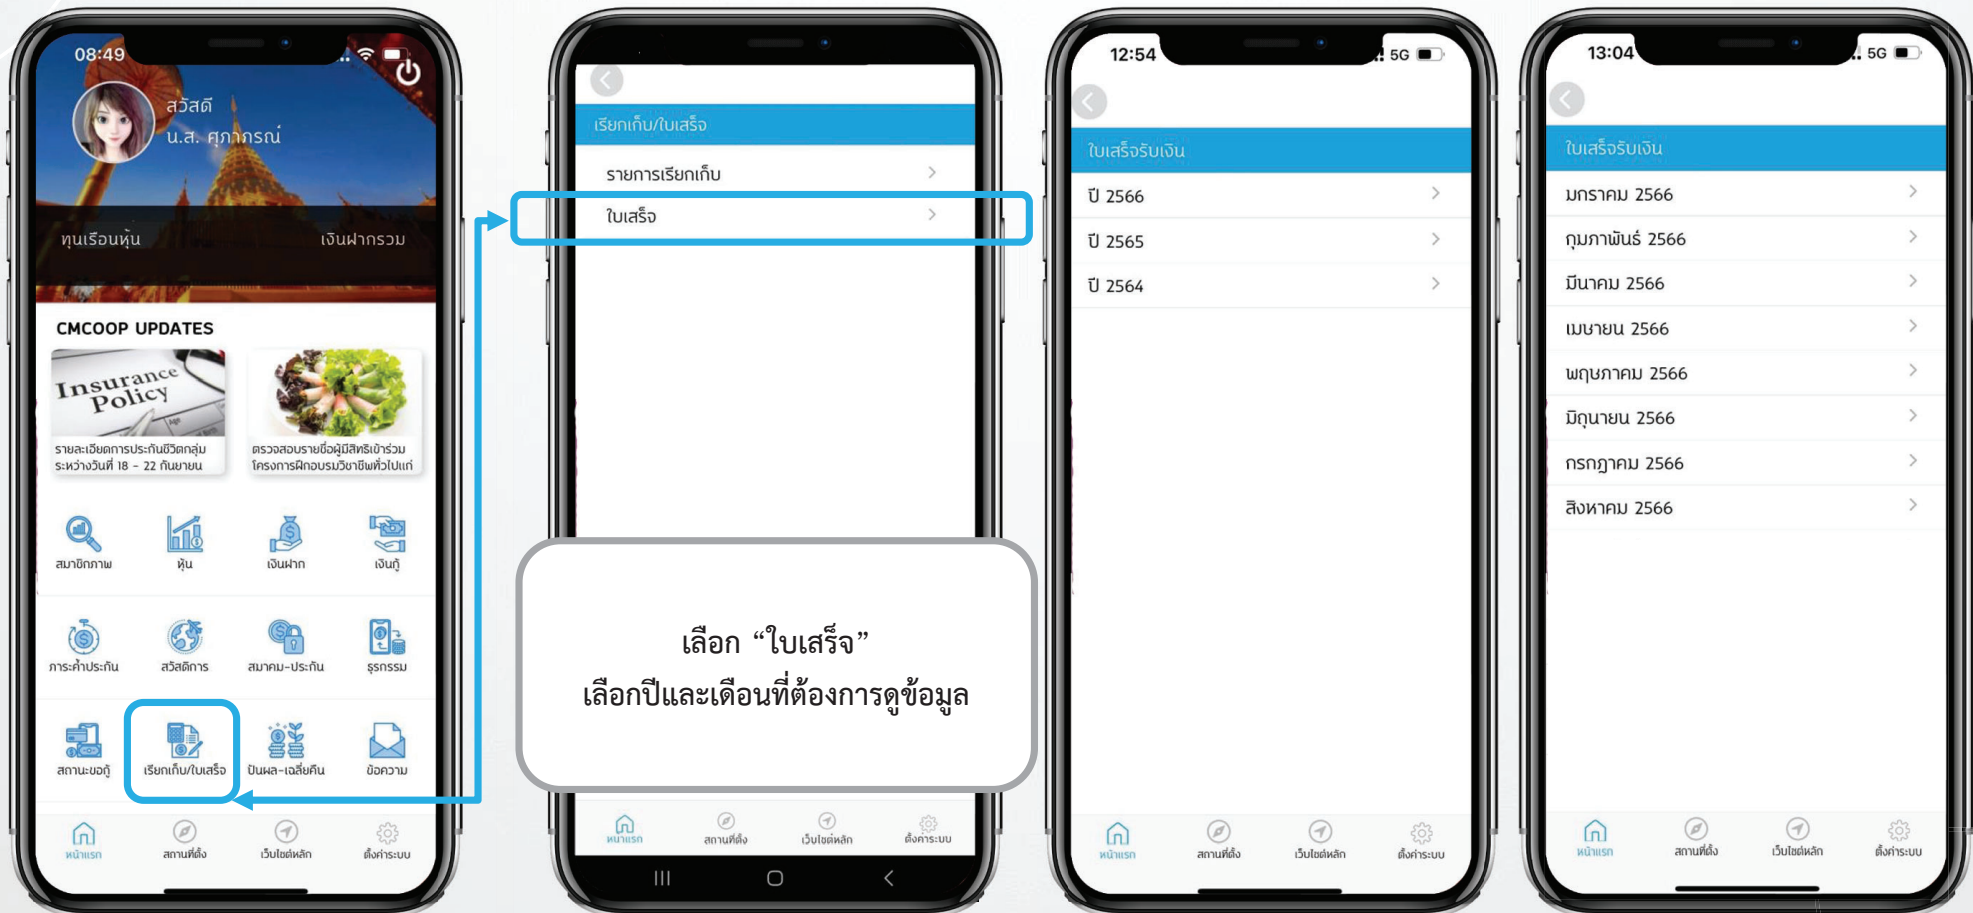 08:49
สวัสดี
น.ส. ศุภาภรณ์
ทุนเรือนหุ้น
เงินฝากรวม
CMCOOP UPDATES
Insurance
Policy
รายละเอียดการประกันชีวิตกลุ่ม
ระหว่างวันที่ 18 - 22 กันยายน
ตรวจสอบรายชื่อผู้มีสิทธิเข้าร่วม
โครงการฝึกอบรมวิชาชีพทั่วไปแก่
สมาชิกภาพ
หุ้น
เงินฝาก
เงินกู้
ภาระค้ำประกัน
สวัสดิการ
สมาคม-ประกัน
ธุรกรรม
สถานะขอกู้
เรียกเก็บ/ใบเสร็จ
ปันผล-เฉลี่ยคืน
ข้อความ
หน้าแรก
สถานที่ตั้ง
เว็บไซต์หลัก
ตั้งค่าระบบ
เรียกเก็บ/ใบเสร็จ
รายการเรียกเก็บ
ใบเสร็จ
เลือก “ใบเสร็จ”
เลือกปีและเดือนที่ต้องการดูข้อมูล
หน้าแรก
สถานที่ตั้ง
เว็บไซต์หลัก
ตั้งค่าระบบ
12:54
5G
ใบเสร็จรับเงิน
ปี 2566
ปี 2565
ปี 2564
หน้าแรก
สถานที่ตั้ง
เว็บไซต์หลัก
ตั้งค่าระบบ
13:04
5G
ใบเสร็จรับเงิน
มกราคม 2566
กุมภาพันธ์ 2566
มีนาคม 2566
เมษายน 2566
พฤษภาคม 2566
มิถุนายน 2566
กรกฎาคม 2566
สิงหาคม 2566
หน้าแรก
สถานที่ตั้ง
เว็บไซต์หลัก
ตั้งค่าระบบ